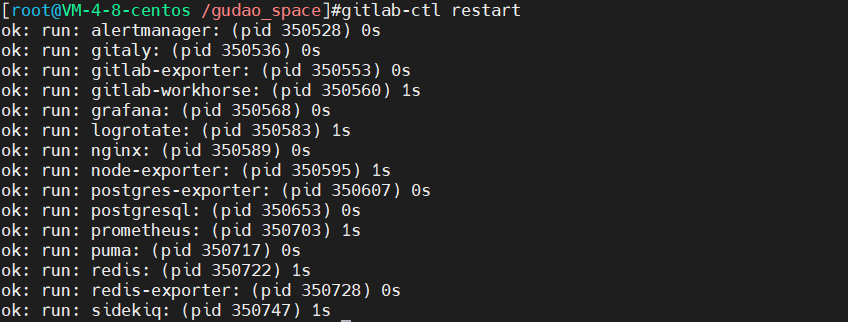 [root@VM-4-8-centos /gudao_space]#gitlab-ctl restart
ok: run: alertmanager: (pid 350528) 0s
ok: run: gitaly: (pid 350536) 0s
ok: run: gitlab-exporter: (pid 350553) 0s
ok: run: gitlab-workhorse: (pid 350560) 1s
ok: run: grafana: (pid 350568) 0s
ok: run: logrotate: (pid 350583) 1s
ok: run: nginx: (pid 350589) 0s
ok: run: node-exporter: (pid 350595) 1s
ok: run: postgres-exporter: (pid 350607) 0s
ok: run: postgresql: (pid 350653) 0s
ok: run: prometheus: (pid 350703) 1s
ok: run: puma: (pid 350717) 0s
ok: run: redis: (pid 350722) 1s
ok: run: redis-exporter: (pid 350728) 0s
ok: run: sidekiq: (pid 350747) 1s